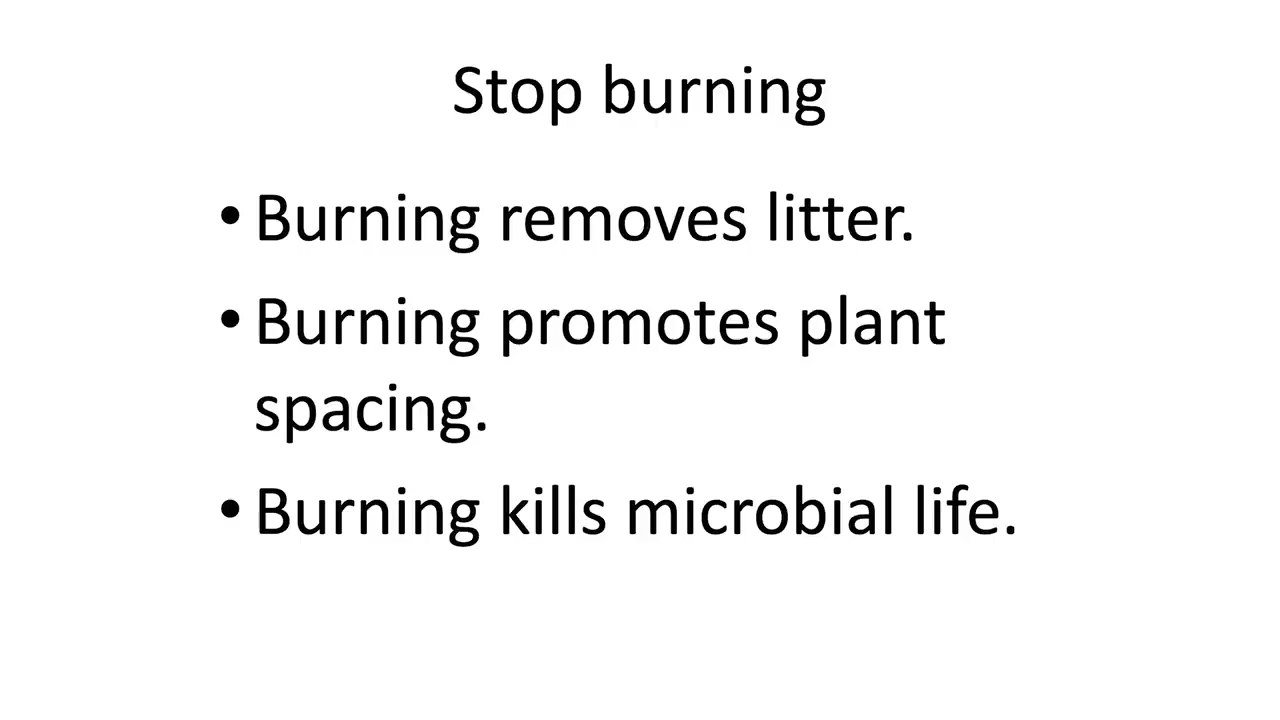 Stop burning
• Burning removes litter.
• Burning promotes plant
spacing.
• Burning kills microbial life.